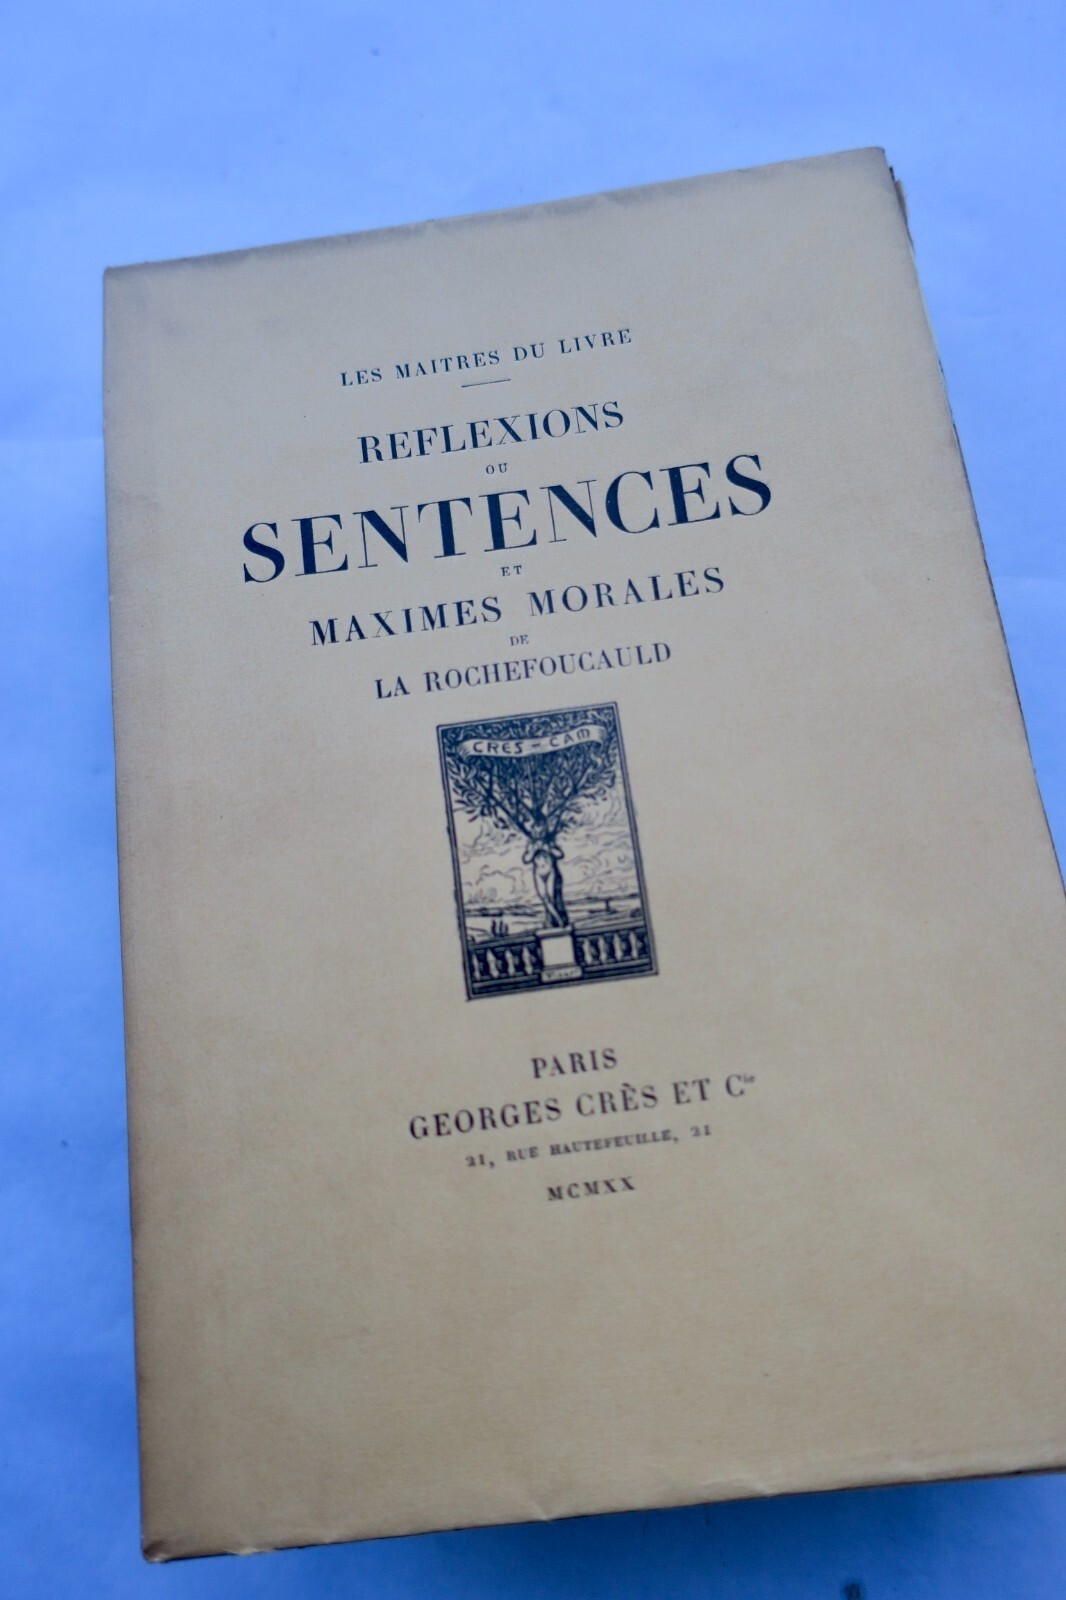 LES MAITRES DU LIVRE
REFLEXIONS
OU
SENTENCES
ET
MAXIMES MORALES
DE
LA ROCHEFOUCAULD
CRES - CAM
PARIS
GEORGES CRÈS ET Cie
21, RUE HAUTEFEUILLE, 21
MCMXX